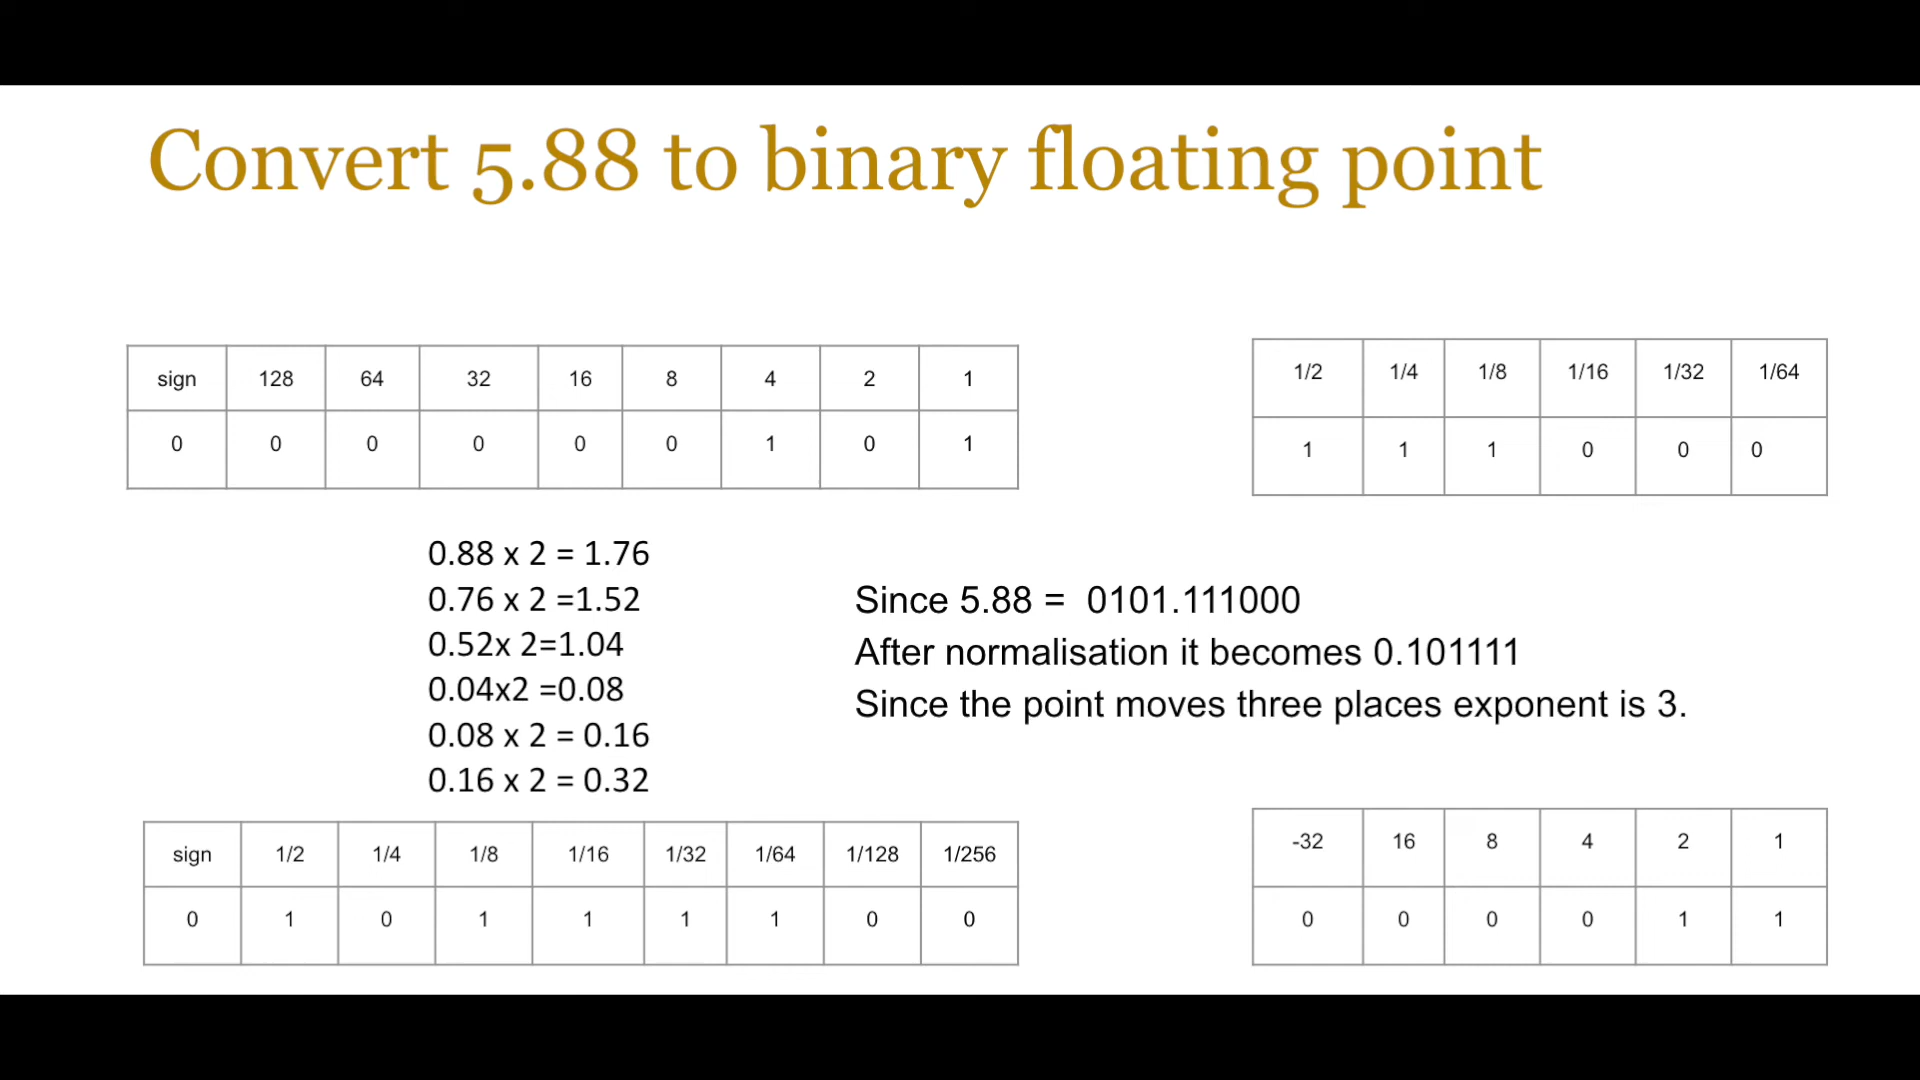 Convert 5.88 to binary floating point
sign 128 64 32 16 8 4 2 1
0 0 0 0 0 0 1 0 1
1/2 1/4 1/8 1/16 1/32 1/64
1 1 1 0 0 0
0.88 x 2 = 1.76
0.76 x 2 =1.52
0.52x 2=1.04
0.04x2 =0.08
0.08 x 2 = 0.16
0.16 x 2 = 0.32
Since 5.88 = 0101.111000
After normalisation it becomes 0.101111
Since the point moves three places exponent is 3.
sign 1/2 1/4 1/8 1/16 1/32 1/64 1/128 1/256
0 1 0 1 1 1 1 0 0
-32 16 8 4 2 1
0 0 0 0 1 1